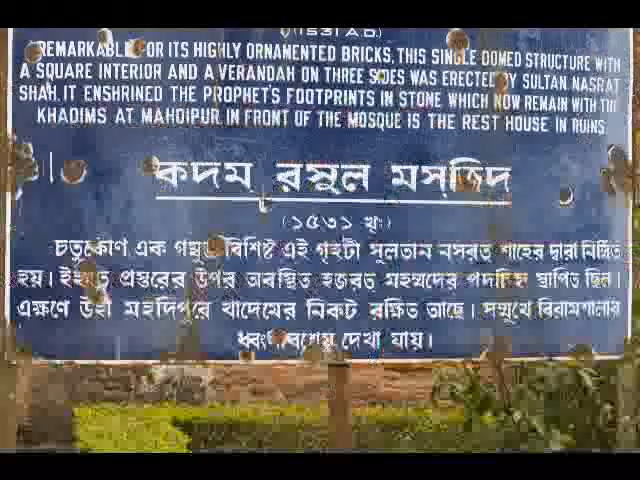 (1531 A.D.)
REMARKABLE FOR ITS HIGHLY ORNAMENTED BRICKS, THIS SINGLE DOMED STRUCTURE WITH
A SQUARE INTERIOR AND A VERANDAH ON THREE SIDES WAS ERECTED BY SULTAN NASRAT
SHAH. IT ENSHRINED THE PROPHET'S FOOTPRINTS IN STONE WHICH NOW REMAIN WITH THE
KHADIMS AT MAHDIPUR. IN FRONT OF THE MOSQUE IS THE REST HOUSE IN RUINS
কদম রসুল মসজিদ
(১৫৩১ খৃঃ)
চতুষ্কোণ এক গম্বুজ বিশিষ্ট এই গৃহটী সুলতান নসরত শাহের দ্বারা নির্মিত
হয়। ইহাতে প্রস্তরের উপর অবস্থিত হজরত মহম্মদের পদচিহ্ন স্থাপিত ছিল।
এক্ষণে উহা মহদিপুরে খাদেমের নিকট রক্ষিত আছে। সম্মুখে বিরামশালার
ধ্বংসাবশেষ দেখা যায়।